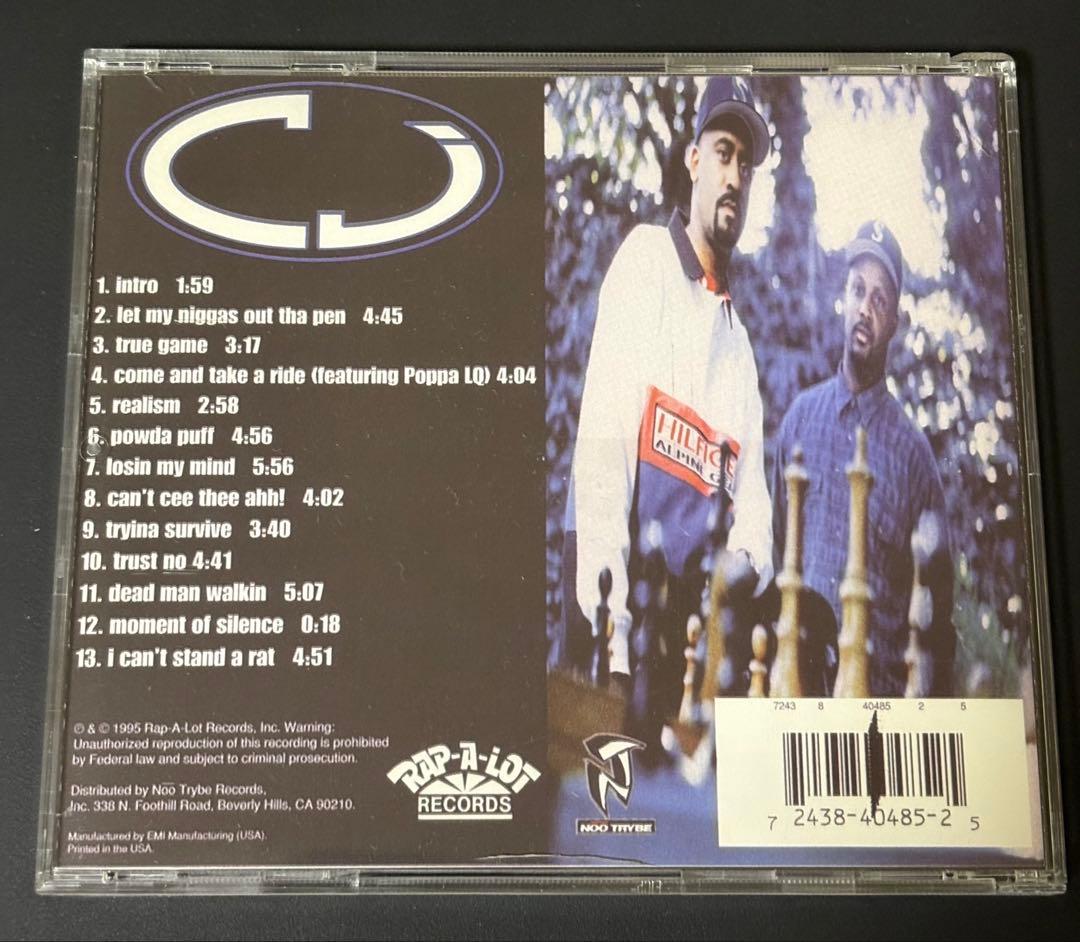 CJ
1. intro 1:59
2. let my niggas out tha pen 4:45
3. true game 3:17
4. come and take a ride (featuring Poppa LQ) 4:04
5. realism 2:58
6. powda puff 4:56
7. losin my mind 5:56
8. can't cee thee ahh! 4:02
9. tryina survive 3:40
10. trust no 4:41
11. dead man walkin 5:07
12. moment of silence 0:18
13. i can't stand a rat 4:51
℗ & © 1995 Rap-A-Lot Records, Inc. Warning:
Unauthorized reproduction of this recording is prohibited
by Federal law and subject to criminal prosecution.
Distributed by Noo Trybe Records,
Inc. 338 N. Foothill Road, Beverly Hills, CA 90210.
Manufactured by EMI Manufacturing (USA).
Printed in the USA.
RAP-A-LOT
RECORDS
NOO TRYBE
S
HILFIGE
ALPINE
7243 8 40485 2 5
7 2438-40485-2 5